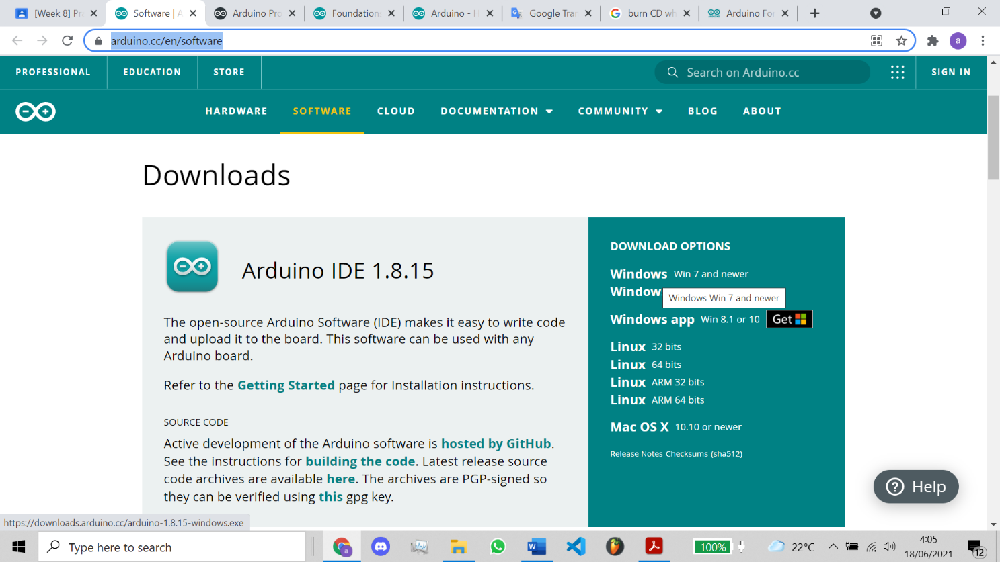 [Week 8] Pr
Software | A
Arduino Pro
Foundation
Arduino - H
Google Tran
burn CD wh
Arduino For
arduino.cc/en/software
a
PROFESSIONAL
EDUCATION
STORE
Search on Arduino.cc
SIGN IN
HARDWARE
SOFTWARE
CLOUD
DOCUMENTATION
COMMUNITY
BLOG
ABOUT
Downloads
Arduino IDE 1.8.15
The open-source Arduino Software (IDE) makes it easy to write code
and upload it to the board. This software can be used with any
Arduino board.
Refer to the Getting Started page for Installation instructions.
SOURCE CODE
Active development of the Arduino software is hosted by GitHub.
See the instructions for building the code. Latest release source
code archives are available here. The archives are PGP-signed so
they can be verified using this gpg key.
DOWNLOAD OPTIONS
Windows Win 7 and newer
Window
Windows Win 7 and newer
Windows app Win 8.1 or 10 Get
Linux 32 bits
Linux 64 bits
Linux ARM 32 bits
Linux ARM 64 bits
Mac OS X 10.10 or newer
Release Notes Checksums (sha512)
Help
https://downloads.arduino.cc/arduino-1.8.15-windows.exe
Type here to search
a
100%
22°C
4:05
18/06/2021
12